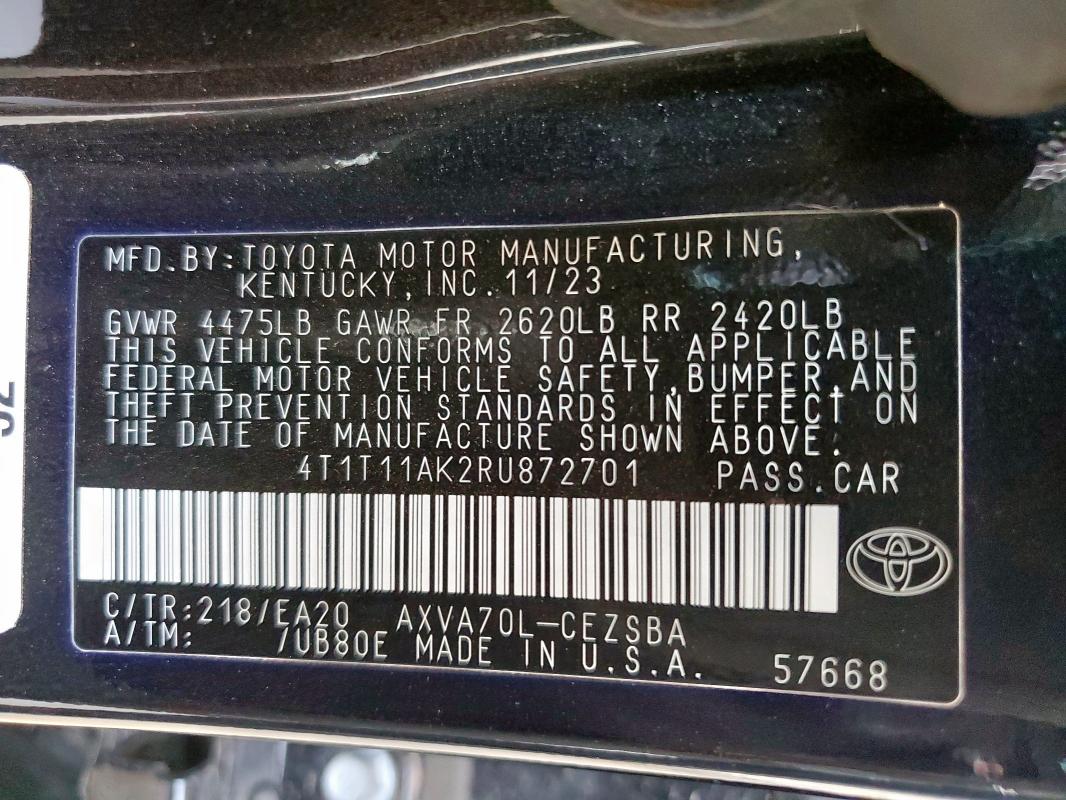 MFD.BY:TOYOTA MOTOR MANUFACTURING,
KENTUCKY,INC.11/23
GVWR 4475LB GAWR FR 2620LB RR 2420LB
THIS VEHICLE CONFORMS TO ALL APPLICABLE
FEDERAL MOTOR VEHICLE SAFETY,BUMPER,AND
THEFT PREVENTION STANDARDS IN EFFECT ON
THE DATE OF MANUFACTURE SHOWN ABOVE.
4T1T11AK2RU872701 PASS.CAR
C/TR:218/EA20 AXVA70L-CEZSBA
A/TM: /UB80E MADE IN U.S.A. 57668